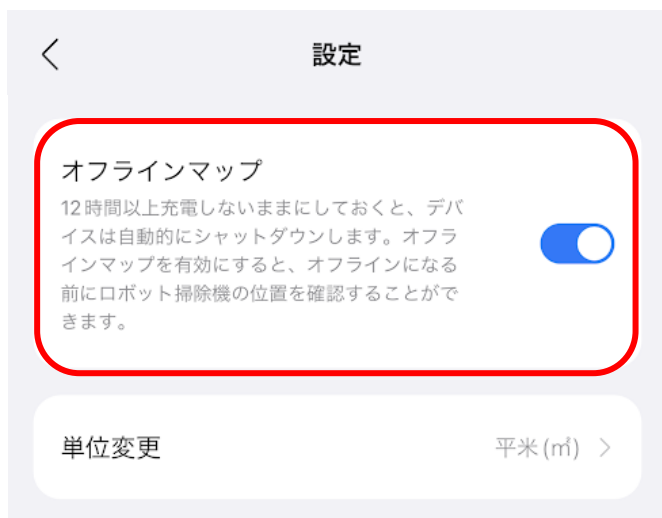 設定
オフラインマップ
12時間以上充電しないままにしておくと、デバ
イスは自動的にシャットダウンします。オフラ
インマップを有効にすると、オフラインになる
前にロボット掃除機の位置を確認することがで
きます。
単位変更 平米(㎡)